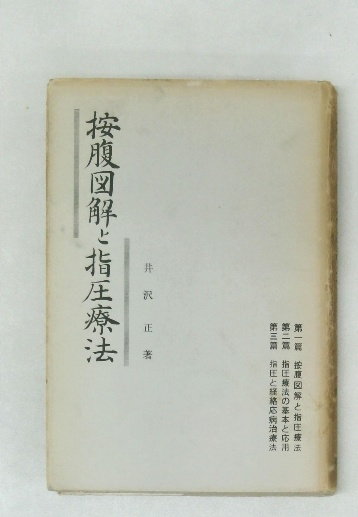 按腹図解と指圧療法
井沢正著
第一篇 按腹図解と指圧療法
第二篇 指圧療法の基本と応用
第三篇 指圧と経絡応病治療法